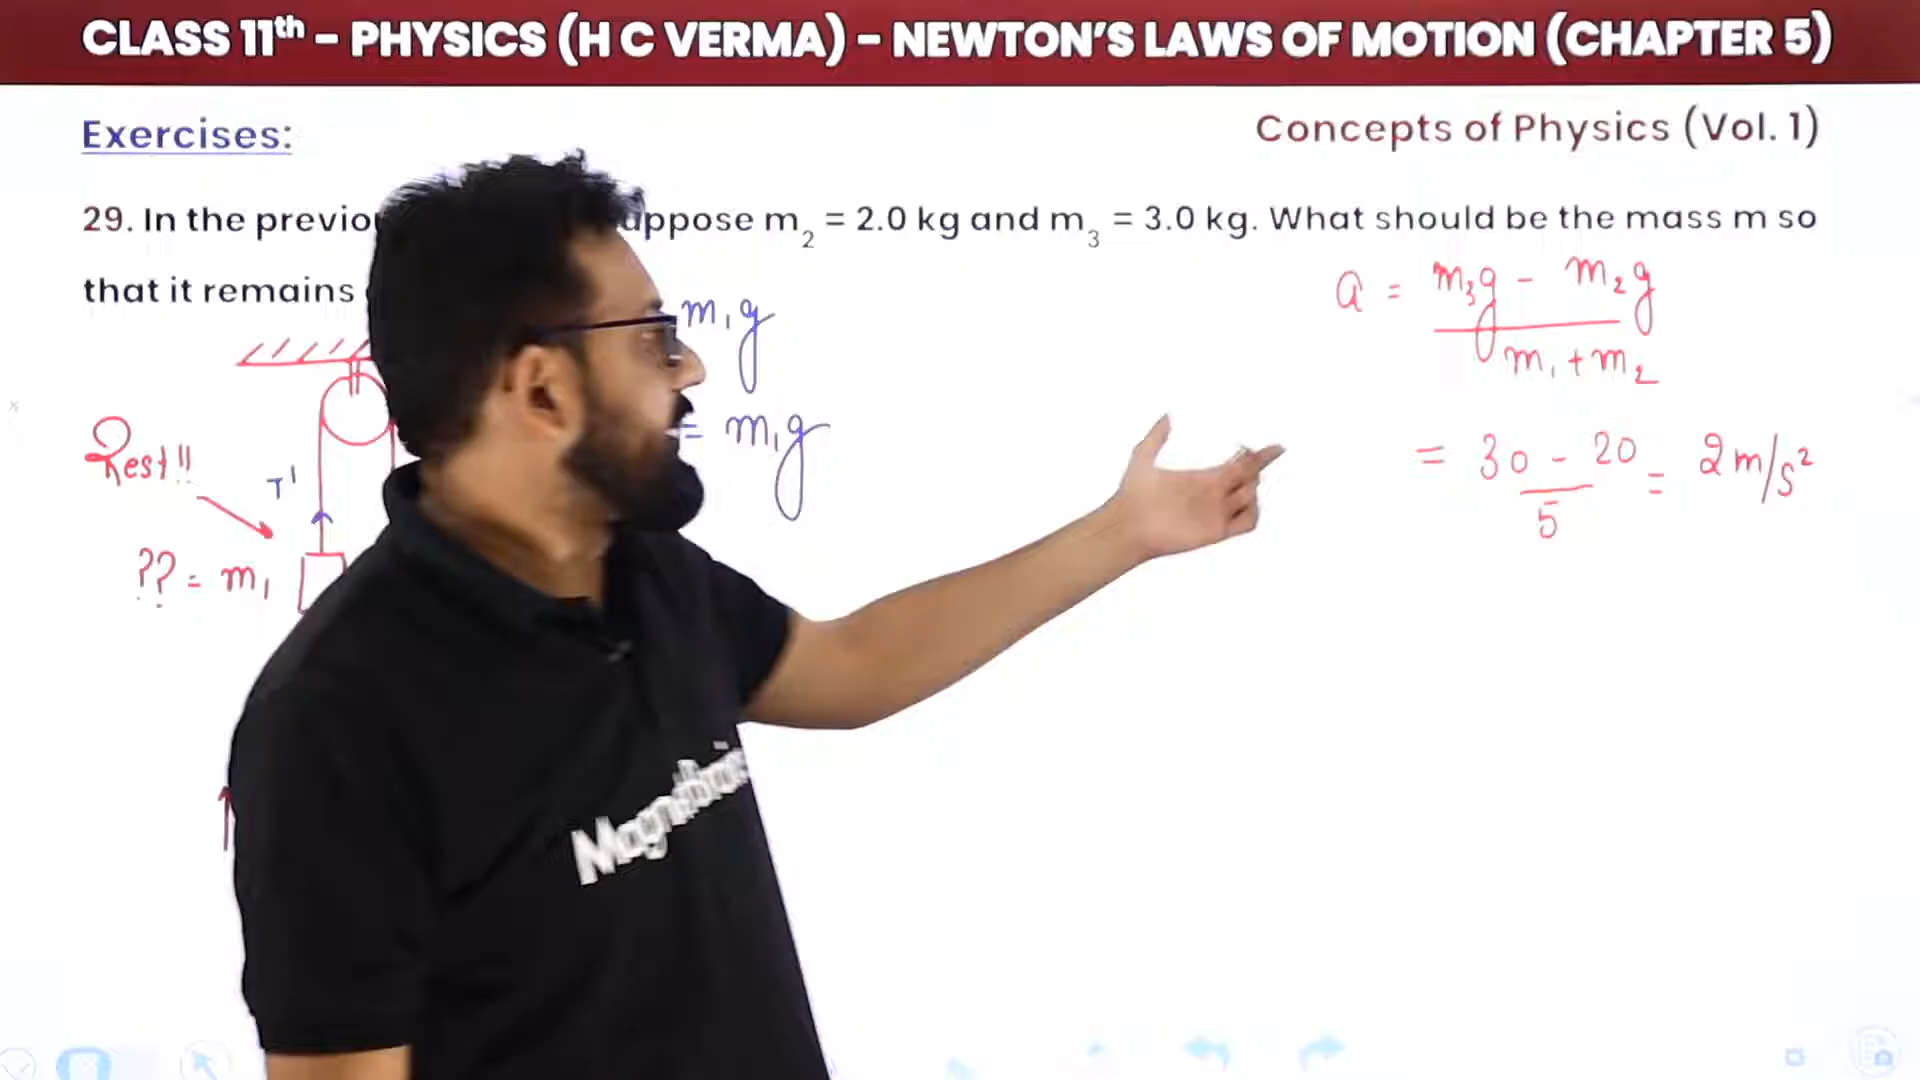 CLASS 11th – PHYSICS (H C VERMA) – NEWTON'S LAWS OF MOTION (CHAPTER 5)
Exercises:
Concepts of Physics (Vol. 1)
29. In the previo uppose m₂ = 2.0 kg and m₃ = 3.0 kg. What should be the mass m so
that it remains
m₁g
= m₁g
Rest!!
T'
?? = m₁
a = m₃g - m₂g
m₁ + m₂
= 30 - 20 = 2m/s²
5
Magnet